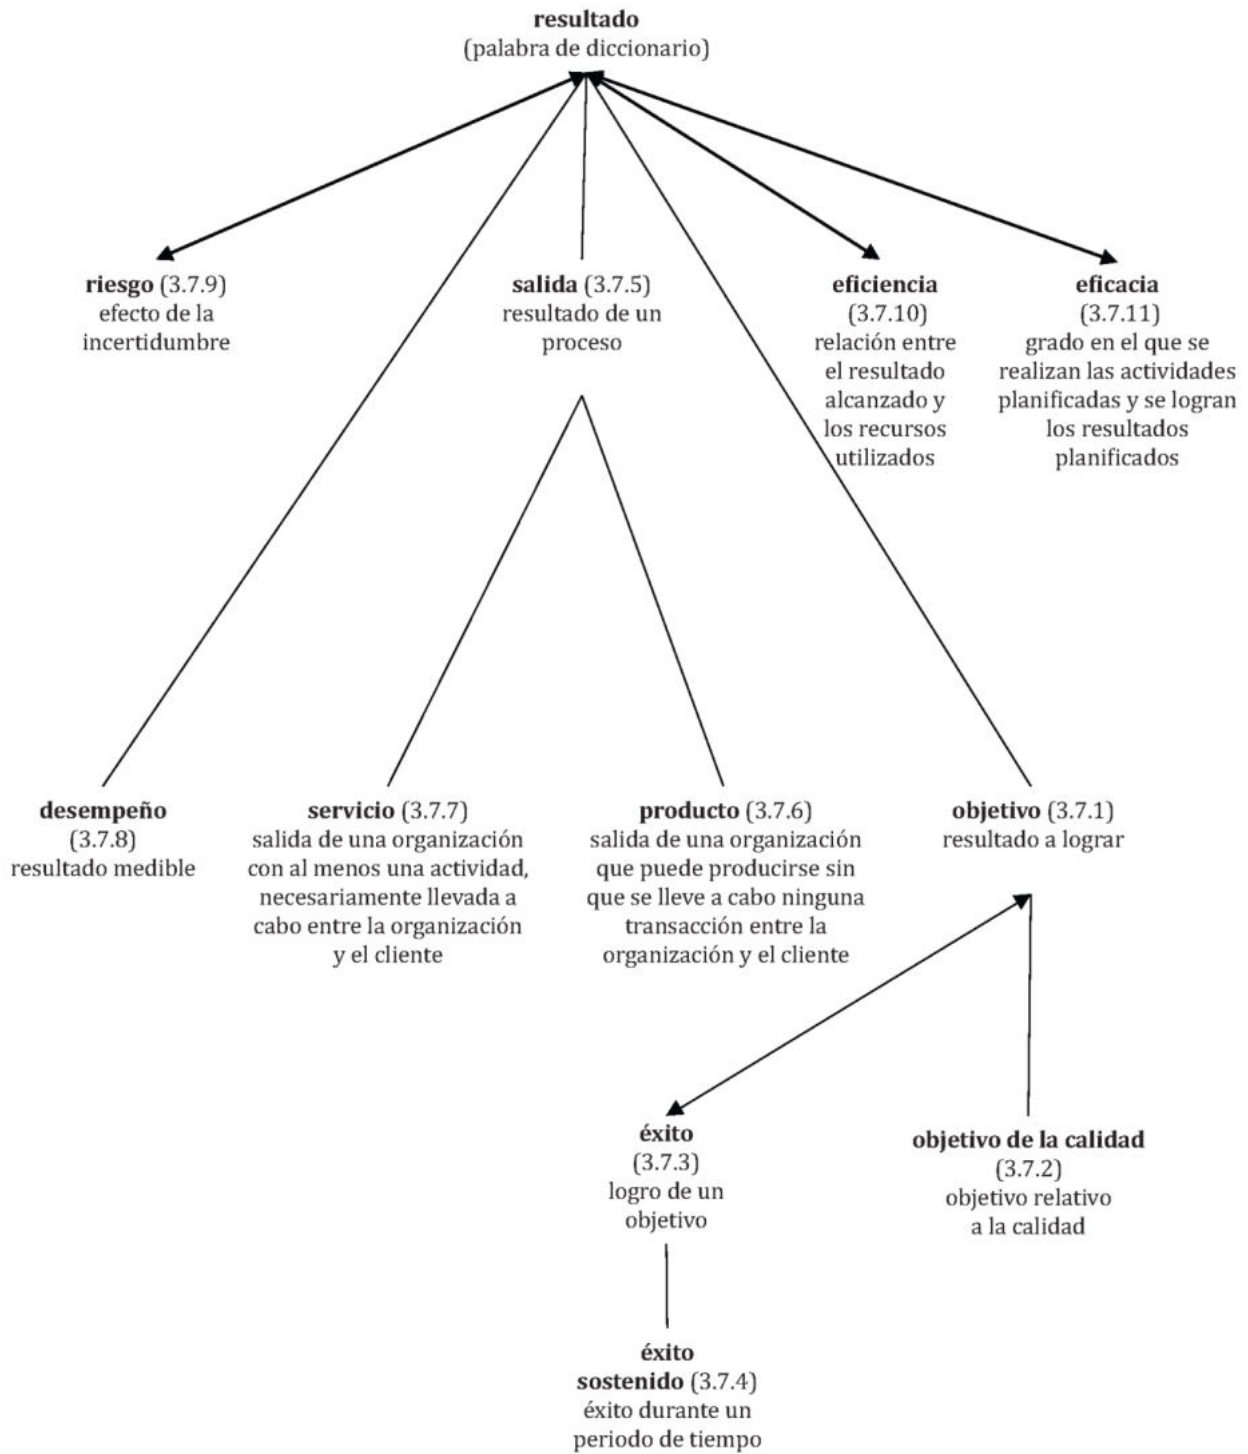 resultado
(palabra de diccionario)
riesgo (3.7.9)
efecto de la
incertidumbre
salida (3.7.5)
resultado de un
proceso
eficiencia
(3.7.10)
relación entre
el resultado
alcanzado y
los recursos
utilizados
eficacia
(3.7.11)
grado en el que se
realizan las actividades
planificadas y se logran
los resultados
planificados
desempeño
(3.7.8)
resultado medible
servicio (3.7.7)
salida de una organización
con al menos una actividad,
necesariamente llevada a
cabo entre la organización
y el cliente
producto (3.7.6)
salida de una organización
que puede producirse sin
que se lleve a cabo ninguna
transacción entre la
organización y el cliente
objetivo (3.7.1)
resultado a lograr
éxito
(3.7.3)
logro de un
objetivo
objetivo de la calidad
(3.7.2)
objetivo relativo
a la calidad
éxito
sostenido (3.7.4)
éxito durante un
periodo de tiempo